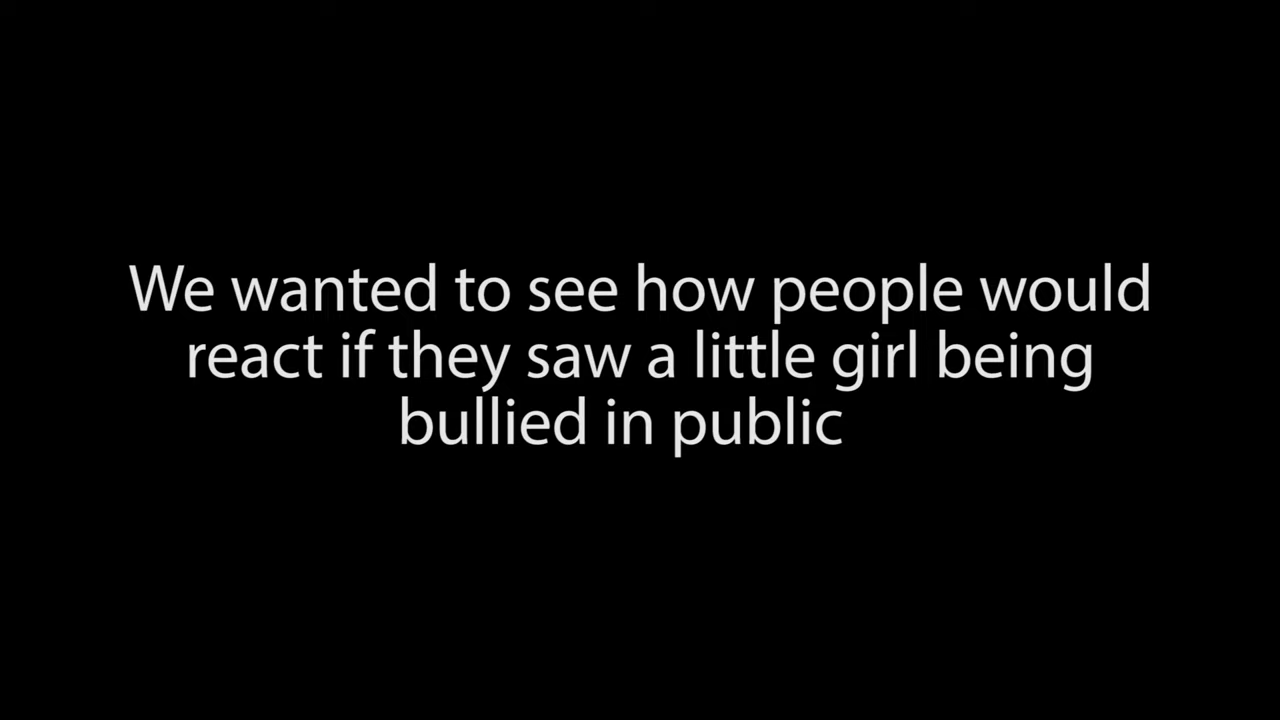 We wanted to see how people would
react if they saw a little girl being
bullied in public